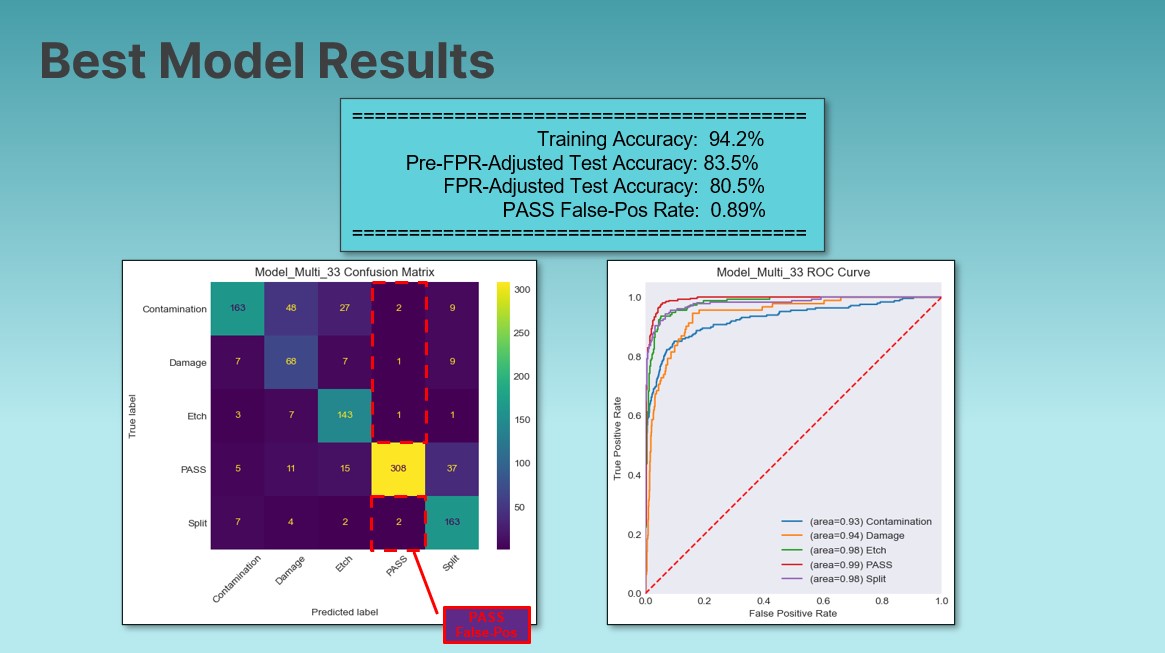 Best Model Results
========================================
Training Accuracy: 94.2%
Pre-FPR-Adjusted Test Accuracy: 83.5%
FPR-Adjusted Test Accuracy: 80.5%
PASS False-Pos Rate: 0.89%
========================================
Model_Multi_33 Confusion Matrix
True label
Contamination 163 48 27 2 9
Damage 7 68 7 1 9
Etch 3 7 143 1 1
PASS 5 11 15 308 37
Split 7 4 2 2 163
Contamination Damage Etch PASS Split
Predicted label
300
250
200
150
100
50
PASS
False Pos
Model_Multi_33 ROC Curve
True Positive Rate
1.0
0.8
0.6
0.4
0.2
0.0
(area=0.93) Contamination
(area=0.94) Damage
(area=0.98) Etch
(area=0.99) PASS
(area=0.98) Split
0.0 0.2 0.4 0.6 0.8 1.0
False Positive Rate